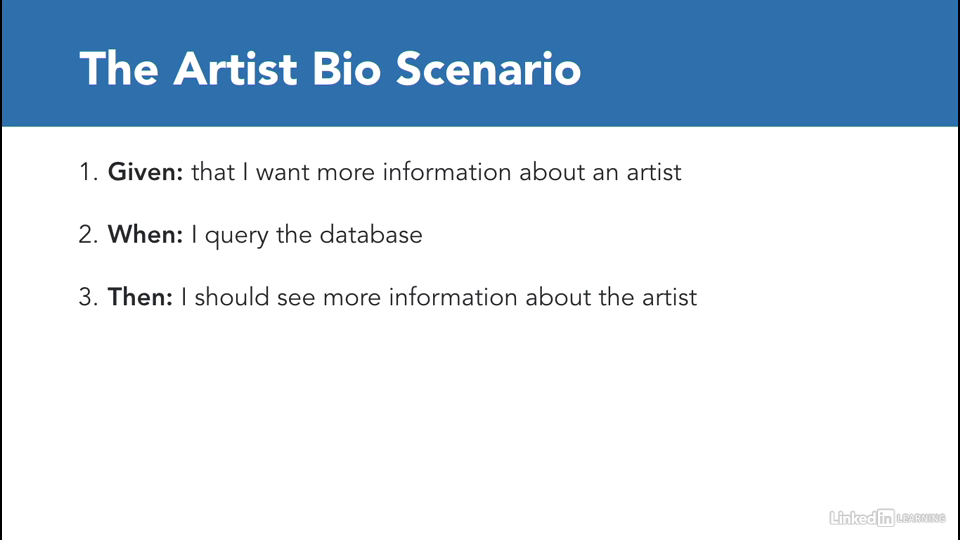 The Artist Bio Scenario
1. Given: that I want more information about an artist
2. When: I query the database
3. Then: I should see more information about the artist
Linked in LEARNING